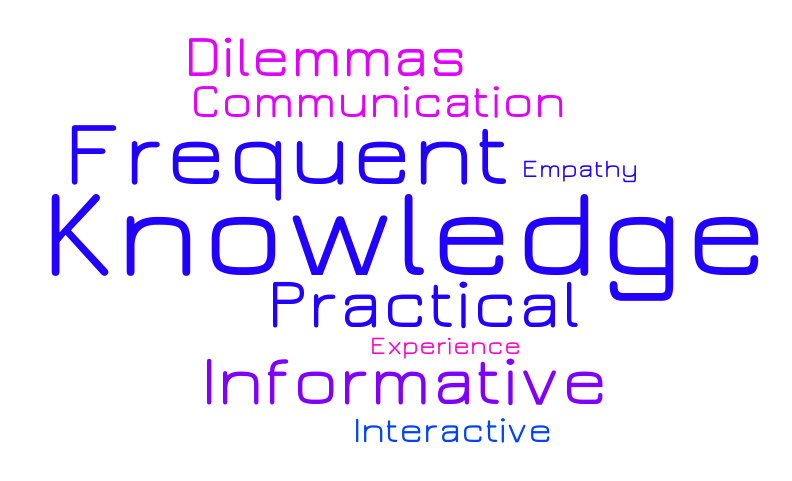 Dilemmas
Communication
Frequent
Empathy
Knowledge
Practical
Experience
Informative
Interactive